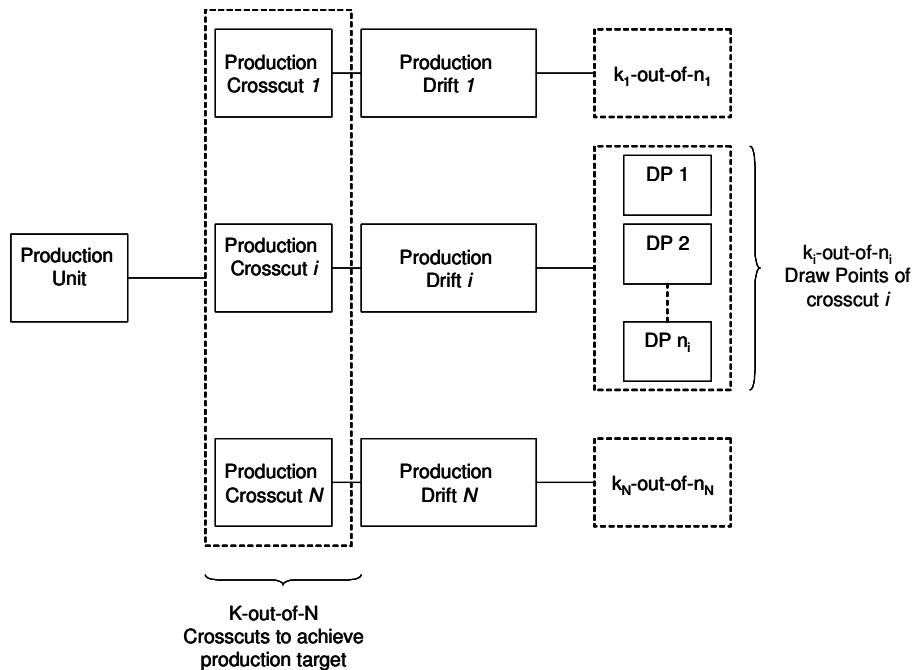 Production
Crosscut 1
Production
Drift 1
k₁-out-of-n₁
Production
Unit
Production
Crosscut i
Production
Drift i
DP 1
DP 2
DP nᵢ
kᵢ-out-of-nᵢ
Draw Points of
crosscut i
Production
Crosscut N
Production
Drift N
k_N-out-of-n_N
K-out-of-N
Crosscuts to achieve
production target